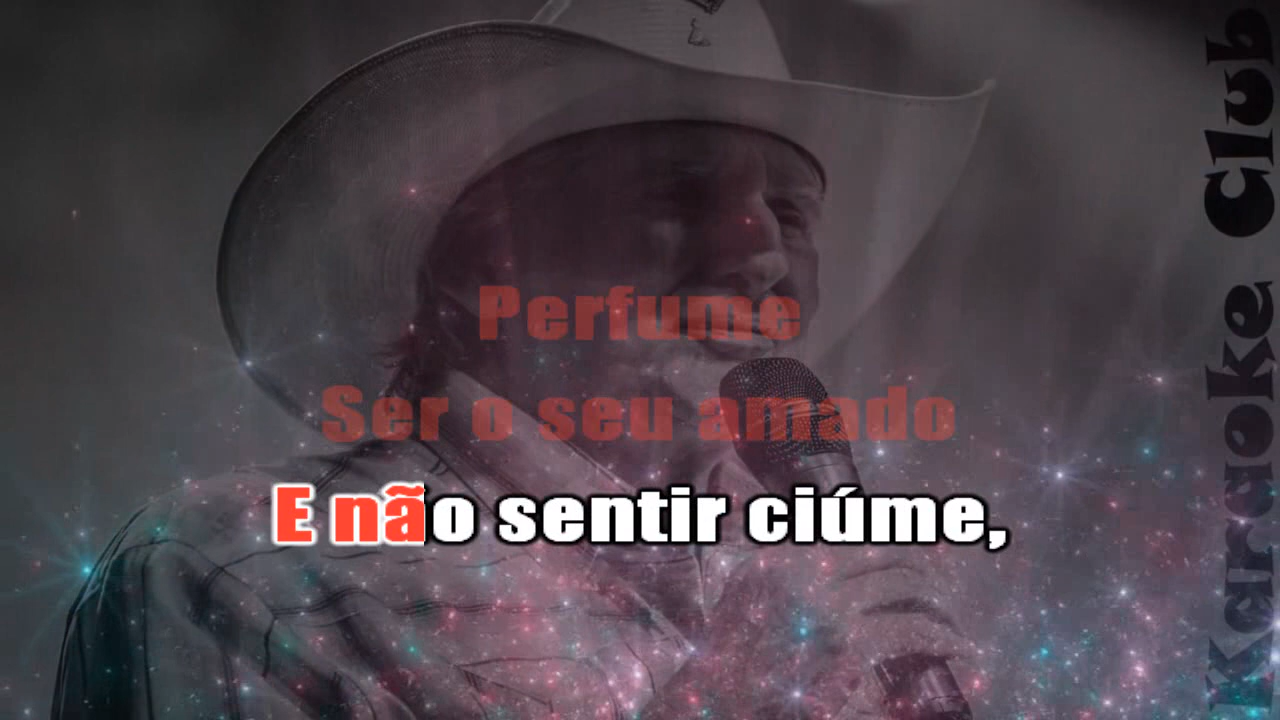 Perfume
Ser o seu amado
E não sentir ciúme,
Karaoke Club